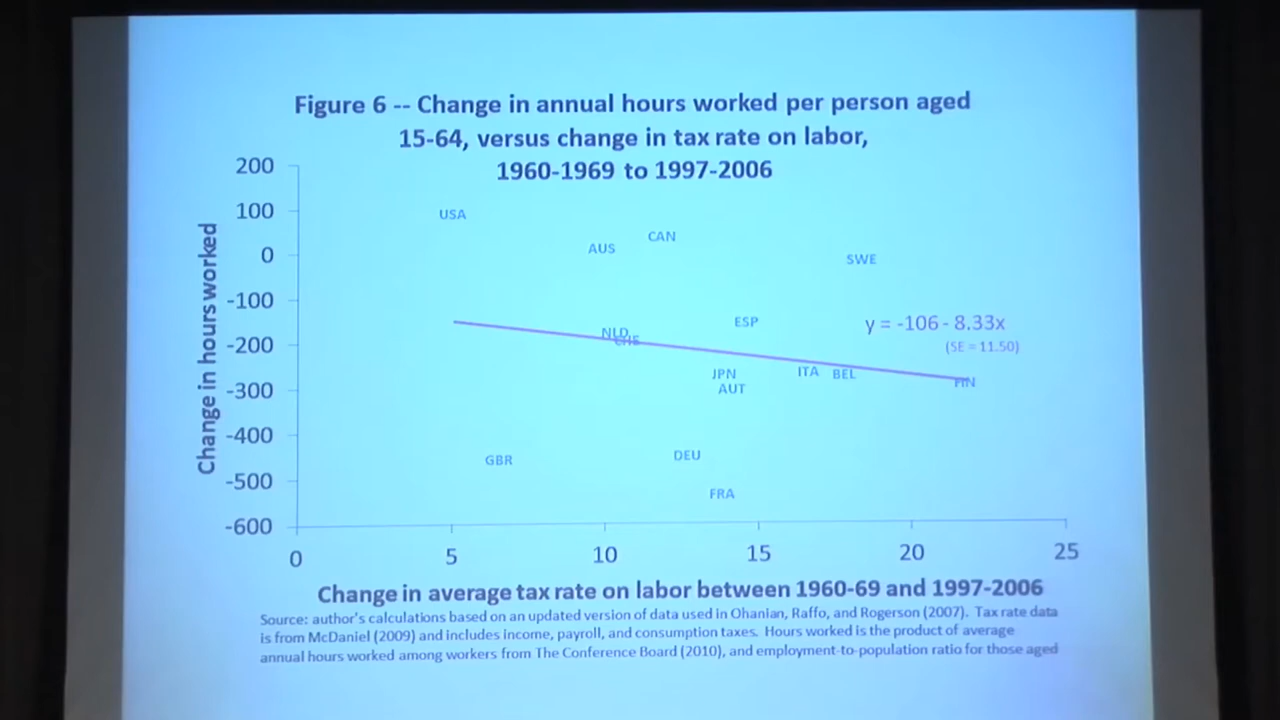 Figure 6 -- Change in annual hours worked per person aged
15-64, versus change in tax rate on labor,
1960-1969 to 1997-2006
200
100
0
-100
-200
-300
-400
-500
-600
Change in hours worked
USA
AUS
CAN
SWE
NLD
ESP
y = -106 - 8.33x
(SE = 11.50)
JPN
AUT
ITA
BEL
FIN
GBR
DEU
FRA
0
5
10
15
20
25
Change in average tax rate on labor between 1960-69 and 1997-2006
Source: author's calculations based on an updated version of data used in Ohanian, Raffo, and Rogerson (2007). Tax rate data
is from McDaniel (2009) and includes income, payroll, and consumption taxes. Hours worked is the product of average
annual hours worked among workers from The Conference Board (2010), and employment-to-population ratio for those aged